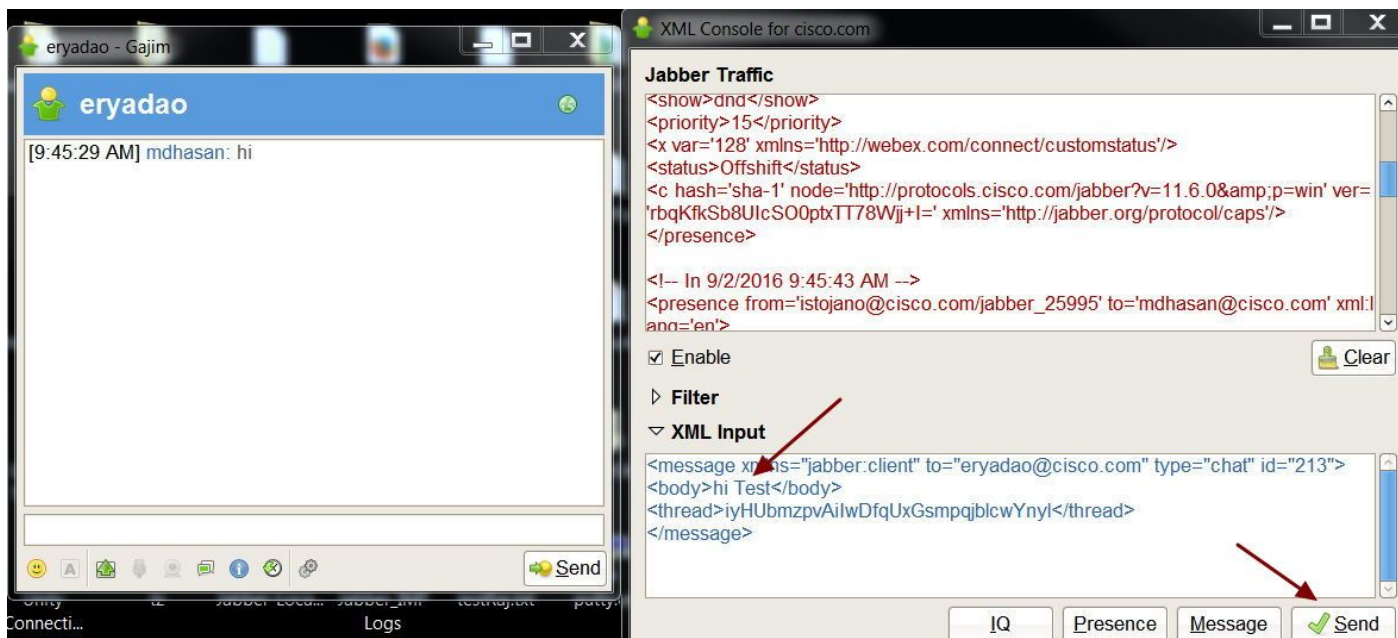 eryadao - Gajim
eryadao
[9:45:29 AM] mdhasan: hi
Send
Connecti...
Logs
XML Console for cisco.com
Jabber Traffic
<show>dnd</show>
<priority>15</priority>
<x var='128' xmlns='http://webex.com/connect/customstatus'/>
<status>Offshift</status>
<c hash='sha-1' node='http://protocols.cisco.com/jabber?v=11.6.0&amp;p=win' ver=
'rbqKfkSb8UIcSO0ptxTT78Wjj+I=' xmlns='http://jabber.org/protocol/caps'/>
</presence>
<!-- In 9/2/2016 9:45:43 AM -->
<presence from='istojano@cisco.com/jabber_25995' to='mdhasan@cisco.com' xml:l
ang='en'>
Enable
Clear
Filter
XML Input
<message xmlns="jabber:client" to="eryadao@cisco.com" type="chat" id="213">
<body>hi Test</body>
<thread>iyHUbmzpvAiIwDfqUxGsmpqjblcwYnyl</thread>
</message>
IQ
Presence
Message
Send